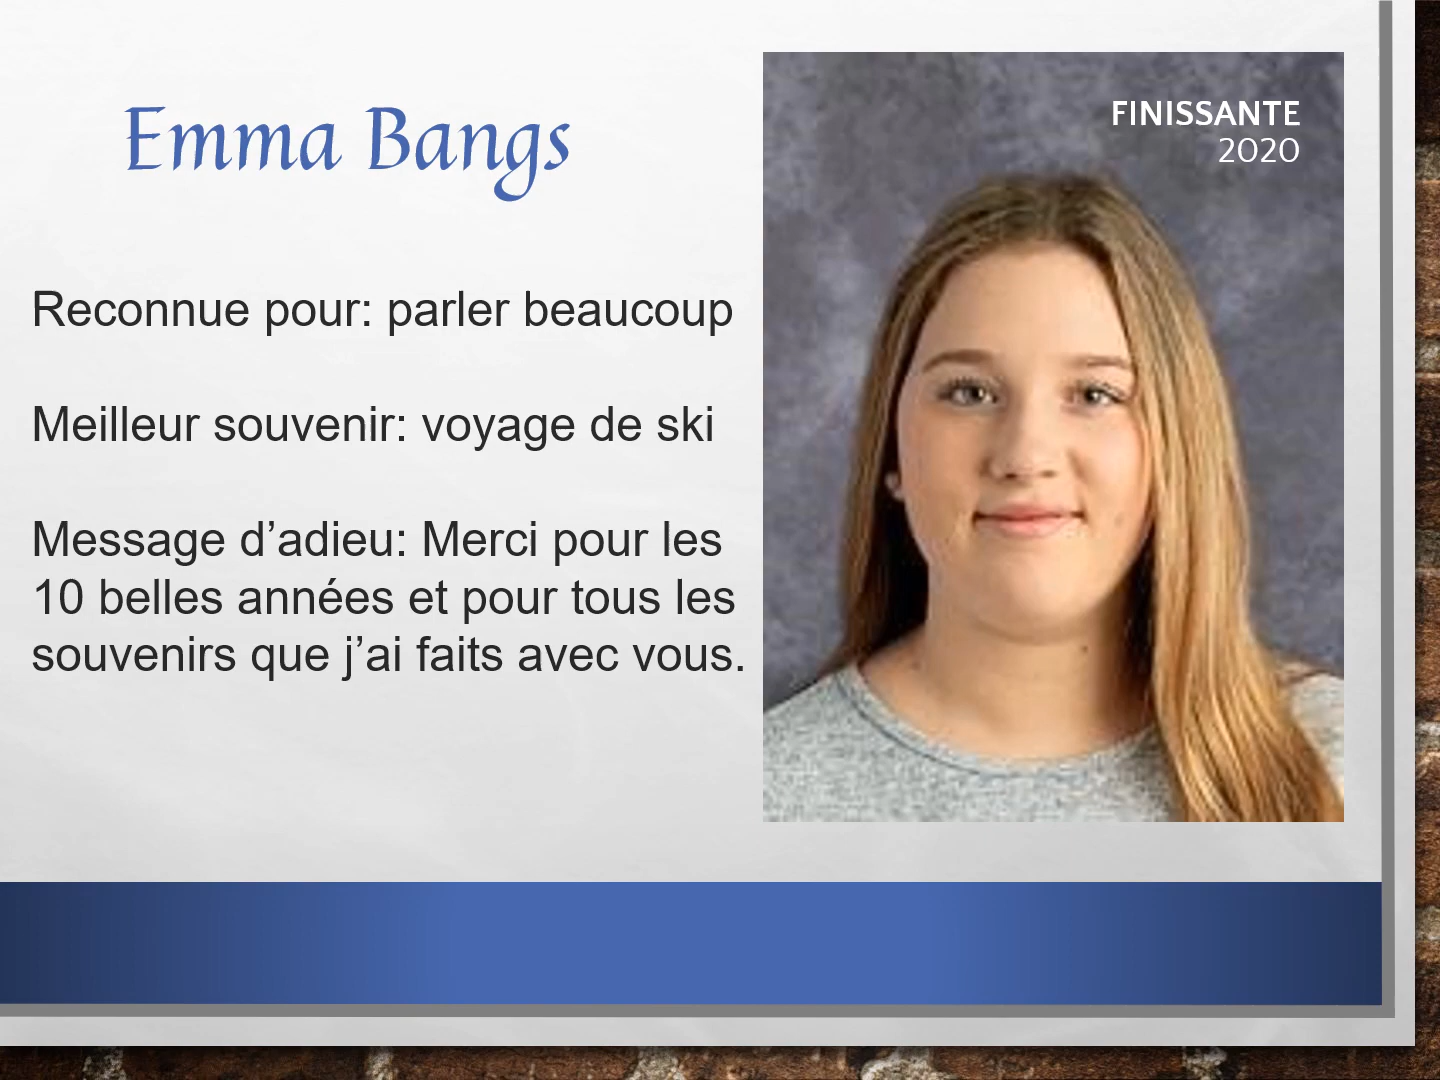 Emma Bangs
FINISSANTE
2020
Reconnue pour: parler beaucoup
Meilleur souvenir: voyage de ski
Message d’adieu: Merci pour les
10 belles années et pour tous les
souvenirs que j’ai faits avec vous.